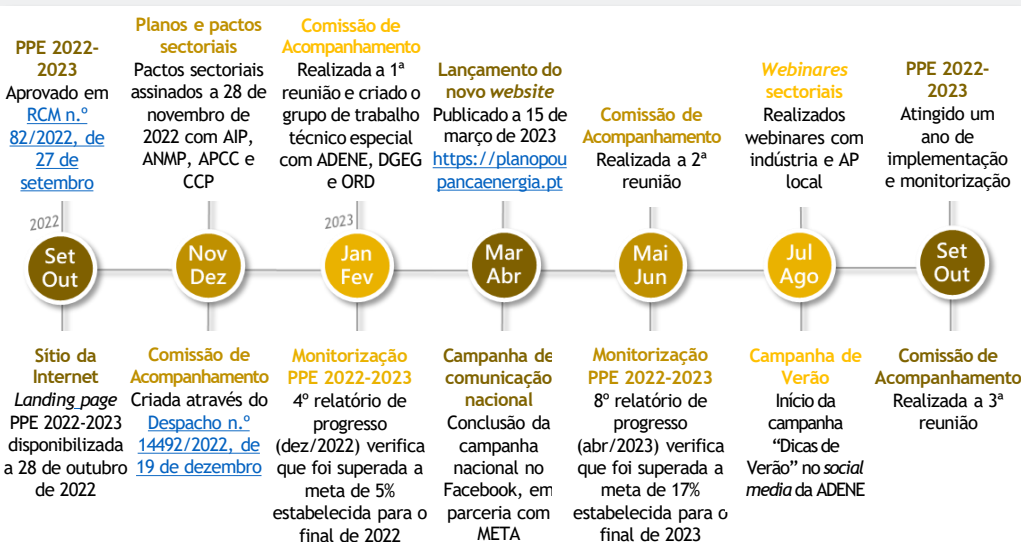 PPE 2022-
2023
Aprovado em
RCM n.º
82/2022, de
27 de
setembro
Planos e pactos
sectoriais
Pactos sectoriais
assinados a 28 de
novembro de
2022 com AIP,
ANMP, APCC e
CCP
Comissão de
Acompanhamento
Realizada a 1ª
reunião e criado o
grupo de trabalho
técnico especial
com ADENE, DGEG
e ORD
Lançamento do
novo website
Publicado a 15 de
março de 2023
https://planopou
pancaenergia.pt
Comissão de
Acompanhamento
Realizada a 2ª
reunião
Webinares
sectoriais
Realizados
webinares com
indústria e AP
local
PPE 2022-
2023
Atingido um
ano de
implementação
e monitorização
2022
2023
Set
Out
Nov
Dez
Jan
Fev
Mar
Abr
Mai
Jun
Jul
Ago
Set
Out
Sítio da
Internet
Landing page
PPE 2022-2023
disponibilizada
a 28 de outubro
de 2022
Comissão de
Acompanhamento
Criada através do
Despacho n.º
14492/2022, de
19 de dezembro
Monitorização
PPE 2022-2023
4º relatório de
progresso
(dez/2022) verifica
que foi superada a
meta de 5%
estabelecida para o
final de 2022
Campanha de
comunicação
nacional
Conclusão da
campanha
nacional no
Facebook, em
parceria com
META
Monitorização
PPE 2022-2023
8º relatório de
progresso
(abr/2023) verifica
que foi superada a
meta de 17%
estabelecida para o
final de 2023
Campanha de
Verão
Início da
campanha
“Dicas de
Verão” no social
media da ADENE
Comissão de
Acompanhamento
Realizada a 3ª
reunião